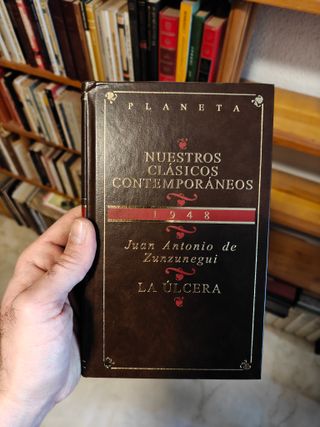 PLANETA
NUESTROS
CLÁSICOS
CONTEMPORÁNEOS
1948
Juan Antonio de
Zunzunegui
LA ÚLCERA